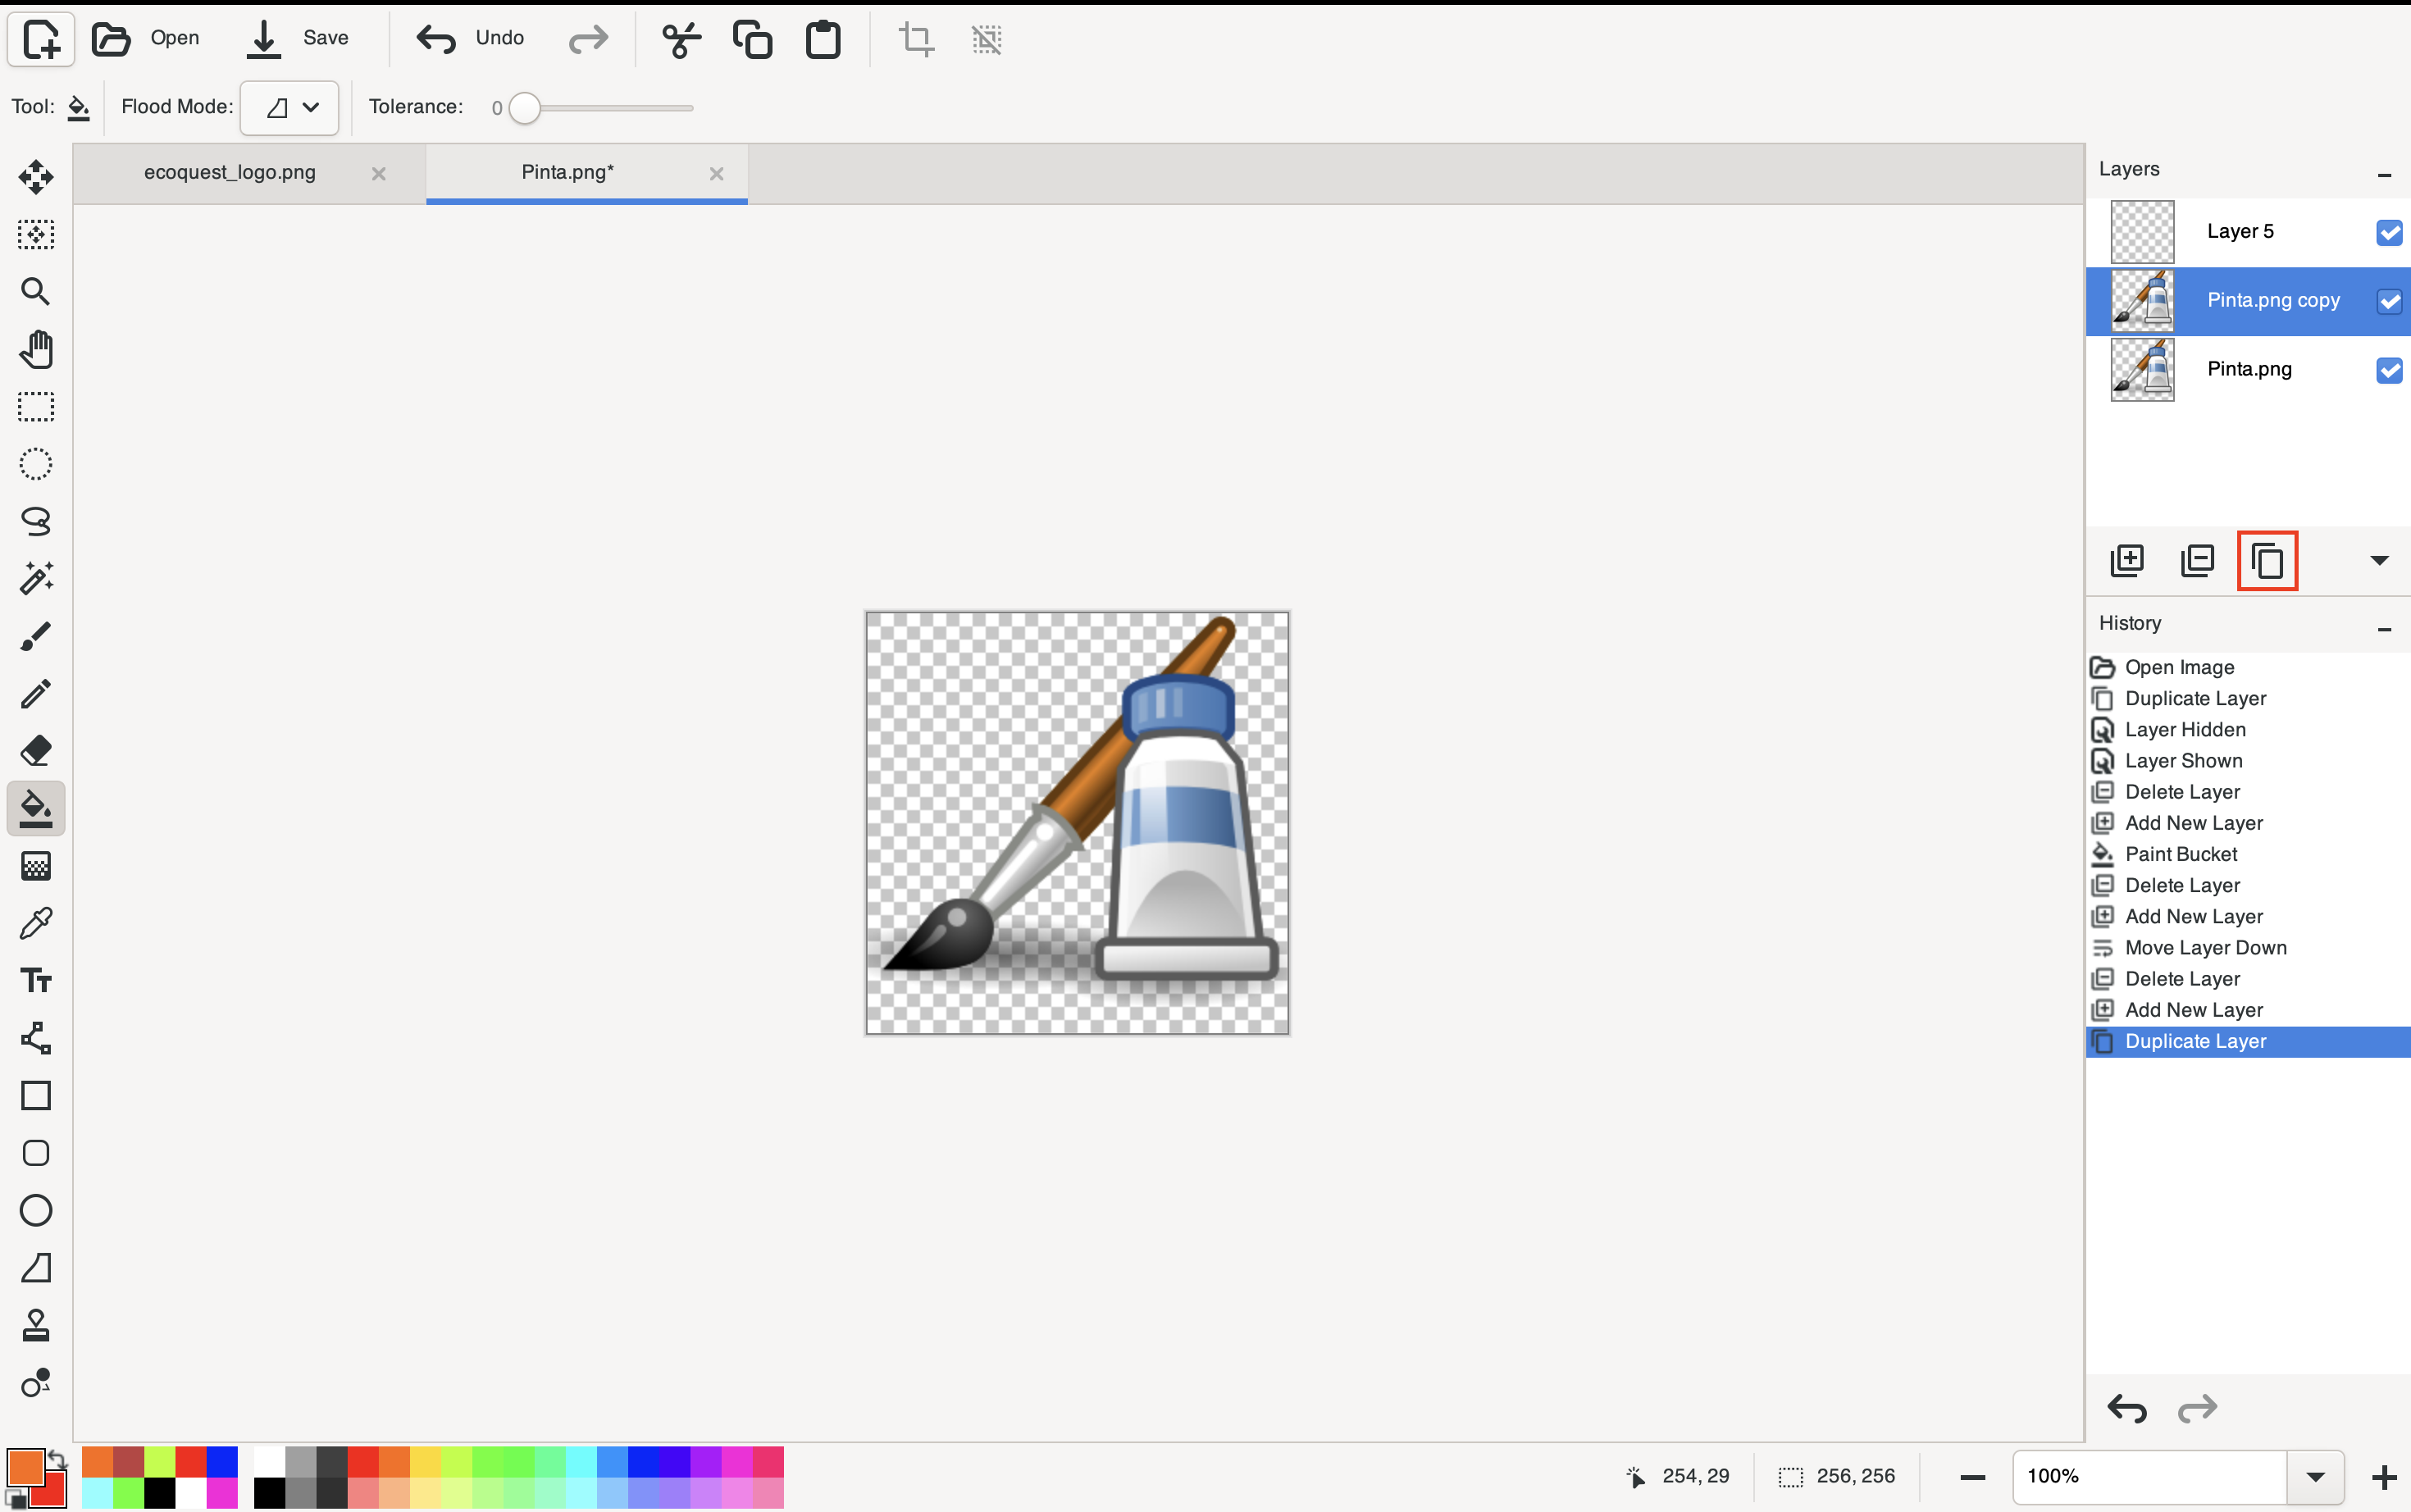 Open Save Undo
Tool: Flood Mode: Tolerance: 0
ecoquest_logo.png Pinta.png*
Layers
Layer 5
Pinta.png copy
Pinta.png
History
Open Image
Duplicate Layer
Layer Hidden
Layer Shown
Delete Layer
Add New Layer
Paint Bucket
Delete Layer
Add New Layer
Move Layer Down
Delete Layer
Add New Layer
Duplicate Layer
254, 29 256, 256 100%